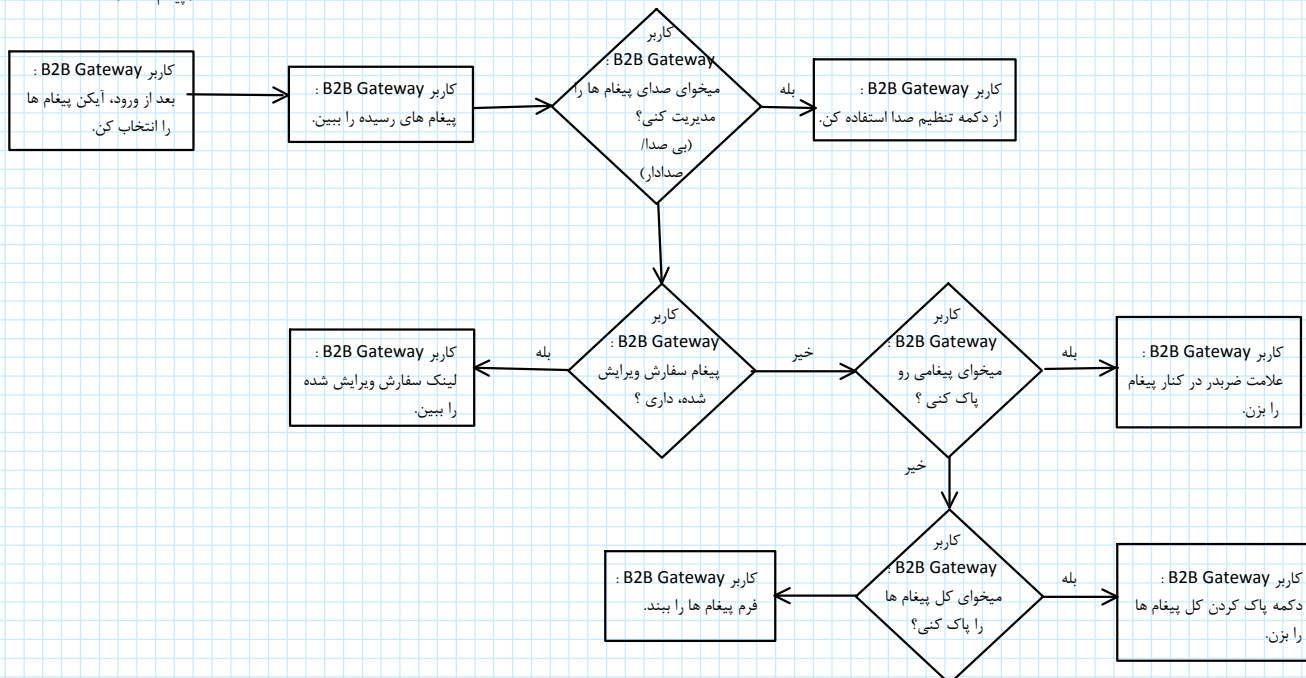 کاربر B2B Gateway :
بعد از ورود، آیکن پیغام ها
را انتخاب کن.
کاربر B2B Gateway :
پیغام های رسیده را ببین.
کاربر
B2B Gateway :
میخوای صدای پیغام ها را
مدیریت کنی؟
(بی صدا/
صدادار)
بله
کاربر B2B Gateway :
از دکمه تنظیم صدا استفاده کن.
کاربر B2B Gateway :
لینک سفارش ویرایش شده
را ببین.
بله
کاربر
B2B Gateway :
پیغام سفارش ویرایش
شده، داری ؟
خیر
کاربر
B2B Gateway :
میخوای پیغامی رو
پاک کنی ؟
بله
کاربر B2B Gateway :
علامت ضربدر در کنار پیغام
را بزن.
خیر
کاربر B2B Gateway :
فرم پیغام ها را ببند.
کاربر
B2B Gateway :
میخوای کل پیغام ها
را پاک کنی؟
بله
کاربر B2B Gateway :
دکمه پاک کردن کل پیغام ها
را بزن.